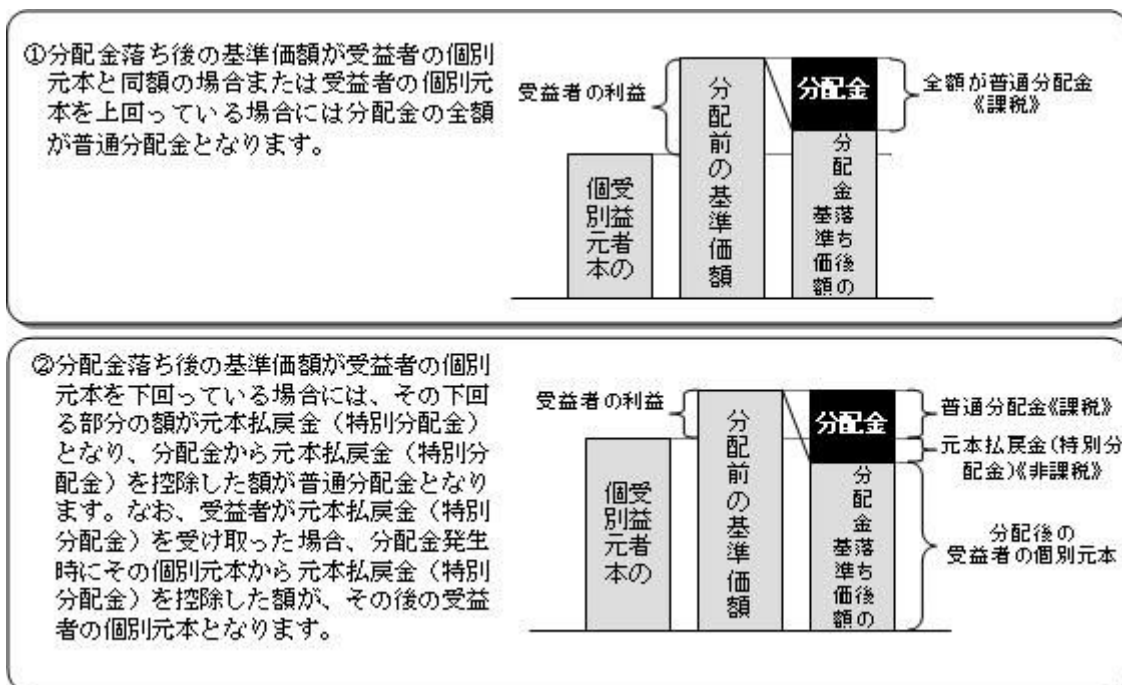 ①分配金落ち後の基準価額が受益者の個別
元本と同額の場合または受益者の個別元
本を上回っている場合には分配金の全額
が普通分配金となります。
受益者の利益
受益者の
個別元本
分配前の基準価額
分配金
分配金落ち後の
基準価額
全額が普通分配金
《課税》
②分配金落ち後の基準価額が受益者の個別
元本を下回っている場合には、その下回
る部分の額が元本払戻金(特別分配金)
となり、分配金から元本払戻金(特別分
配金)を控除した額が普通分配金となり
ます。なお、受益者が元本払戻金(特別
分配金)を受け取った場合、分配金発生
時にその個別元本から元本払戻金(特別
分配金)を控除した額が、その後の受益
者の個別元本となります。
受益者の利益
受益者の
個別元本
分配前の基準価額
分配金
分配金落ち後の
基準価額
普通分配金《課税》
元本払戻金(特別分
配金)《非課税》
分配後の
受益者の個別元本